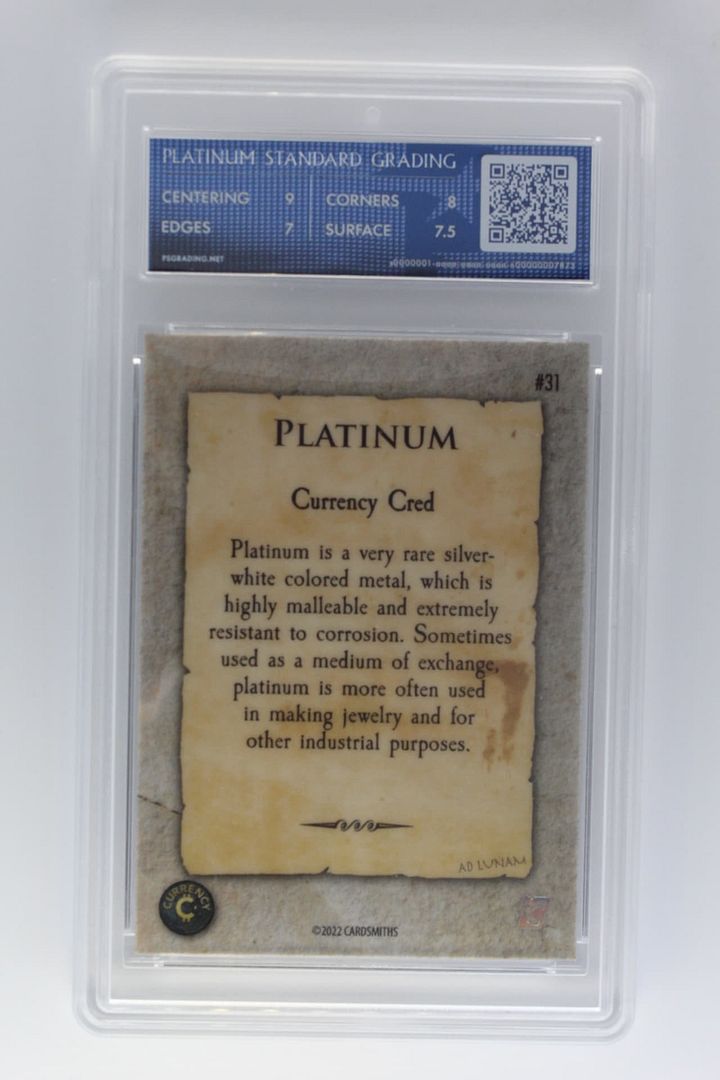 PLATINUM STANDARD GRADING
CENTERING 9 CORNERS 8
EDGES 7 SURFACE 7.5
PSGRADING.NET
#31
PLATINUM
Currency Cred
Platinum is a very rare silver-
white colored metal, which is
highly malleable and extremely
resistant to corrosion. Sometimes
used as a medium of exchange,
platinum is more often used
in making jewelry and for
other industrial purposes.
AD LUNAM
CURRENCY
©2022 CARDSMITHS